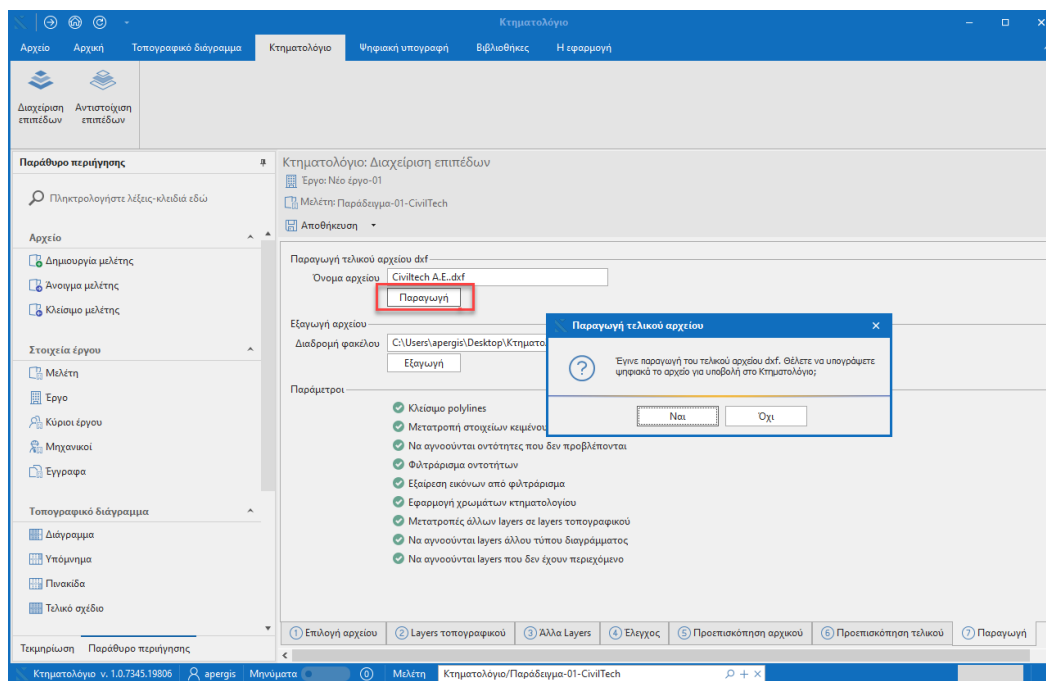 Κτηματολόγιο
Αρχείο Αρχική Τοπογραφικό διάγραμμα Κτηματολόγιο Ψηφιακή υπογραφή Βιβλιοθήκες Η εφαρμογή
Διαχείριση επιπέδων
Αντιστοίχιση επιπέδων
Παράθυρο περιήγησης
Πληκτρολογήστε λέξεις-κλειδιά εδώ
Αρχείο
Δημιουργία μελέτης
Άνοιγμα μελέτης
Κλείσιμο μελέτης
Στοιχεία έργου
Μελέτη
Έργο
Κύριοι έργου
Μηχανικοί
Έγγραφα
Τοπογραφικό διάγραμμα
Διάγραμμα
Υπόμνημα
Πινακίδα
Τελικό σχέδιο
Τεκμηρίωση Παράθυρο περιήγησης
Κτηματολόγιο: Διαχείριση επιπέδων
Έργο: Νέο έργο-01
Μελέτη: Παράδειγμα-01-CivilTech
Αποθήκευση
Παραγωγή τελικού αρχείου dxf
Όνομα αρχείου Civiltech A.E..dxf
Παραγωγή
Εξαγωγή αρχείου
Διαδρομή φακέλου C:\Users\apergis\Desktop\Κτηματο
Εξαγωγή
Παράμετροι
Κλείσιμο polylines
Μετατροπή στοιχείων κειμένου
Να αγνοούνται οντότητες που δεν προβλέπονται
Φιλτράρισμα οντοτήτων
Εξαίρεση εικόνων από φιλτράρισμα
Εφαρμογή χρωμάτων κτηματολογίου
Μετατροπές άλλων layers σε layers τοπογραφικού
Να αγνοούνται layers άλλου τύπου διαγράμματος
Να αγνοούνται layers που δεν έχουν περιεχόμενο
Παραγωγή τελικού αρχείου
Έγινε παραγωγή του τελικού αρχείου dxf. Θέλετε να υπογράψετε
ψηφιακά το αρχείο για υποβολή στο Κτηματολόγιο;
Ναι Όχι
1 Επιλογή αρχείου 2 Layers τοπογραφικού 3 Άλλα Layers 4 Έλεγχος 5 Προεπισκόπηση αρχικού 6 Προεπισκόπηση τελικού 7 Παραγωγή
Κτηματολόγιο v. 1.0.7345.19806 apergis Μηνύματα 0 Μελέτη Κτηματολόγιο/Παράδειγμα-01-CivilTech